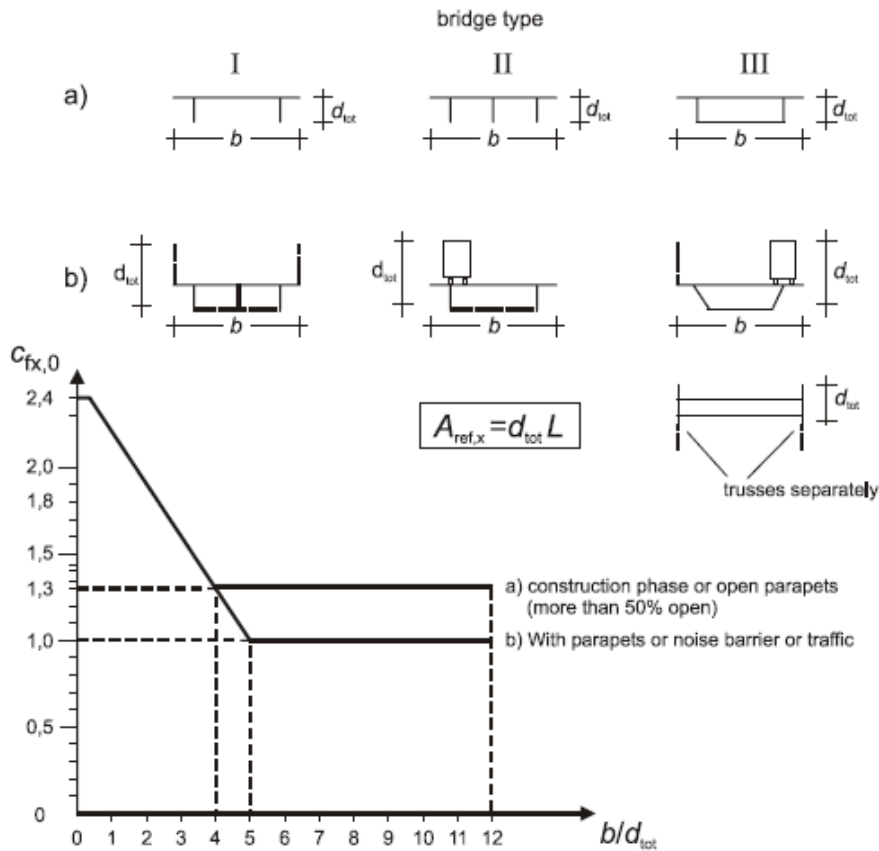 bridge type
I II III
a) d_tot d_tot d_tot
b b b
b) d_tot d_tot d_tot
b b b
c_fx,0
d_tot
2,4
A_ref,x = d_tot L
trusses separately
2,0
1,8
1,5
1,3
a) construction phase or open parapets
(more than 50% open)
1,0
b) With parapets or noise barrier or traffic
0,5
0
0 1 2 3 4 5 6 7 8 9 10 11 12 b/d_tot